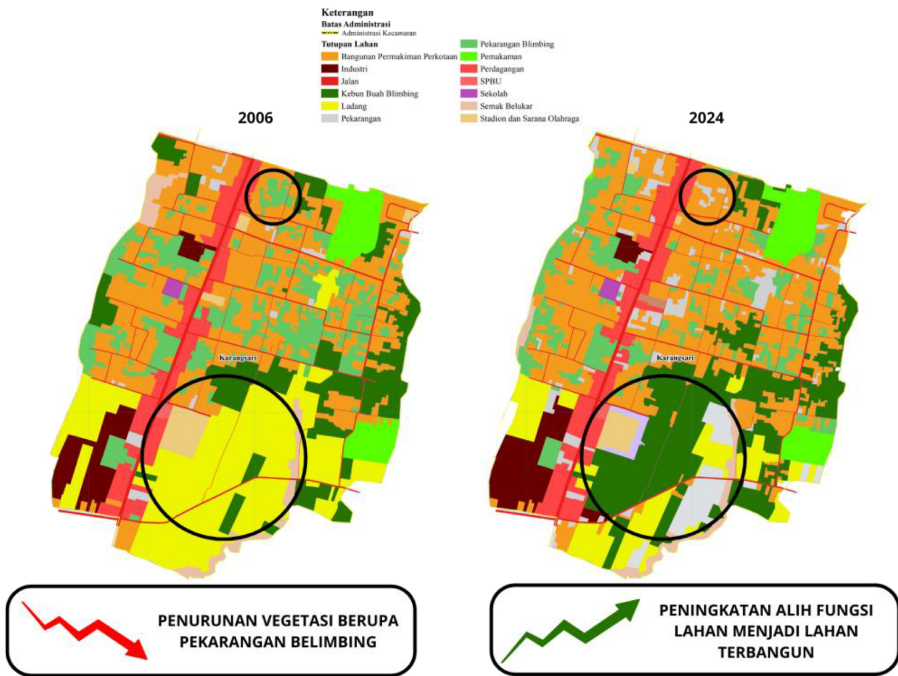 Keterangan
Batas Administrasi
Administrasi Kecamatan
Tutupan Lahan
Bangunan Permukiman Perkotaan
Industri
Jalan
Kebun Buah Blimbing
Ladang
Pekarangan
Pekarangan Blimbing
Pemakaman
Perdagangan
SPBU
Sekolah
Semak Belukar
Stadion dan Sarana Olahraga
2006
2024
Karangsari
Karangsari
PENURUNAN VEGETASI BERUPA
PEKARANGAN BELIMBING
PENINGKATAN ALIH FUNGSI
LAHAN MENJADI LAHAN
TERBANGUN